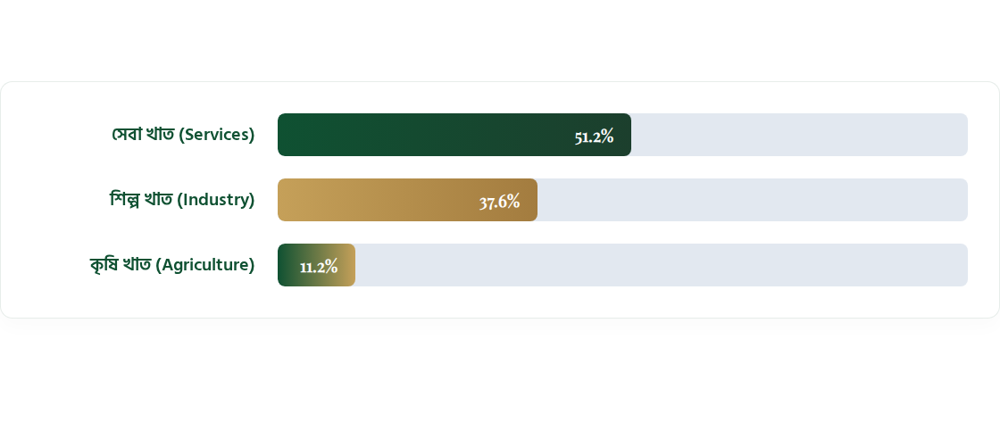 সেবা খাত (Services) 51.2%
শিল্প খাত (Industry) 37.6%
কৃষি খাত (Agriculture) 11.2%